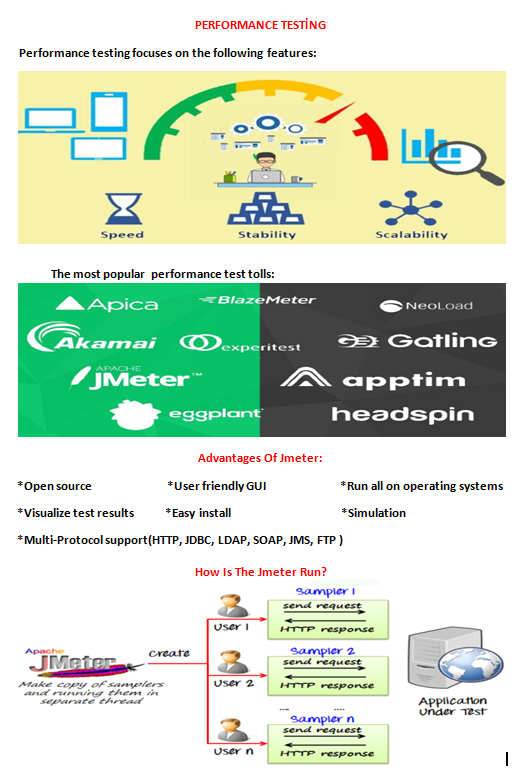 PERFORMANCE TESTİNG
Performance testing focuses on the following features:
Speed Stability Scalability
The most popular performance test tolls:
Apica BlazeMeter NeoLoad
Akamai experitest Gatling
APACHE
JMeter™ apptim
eggplant headspin
Advantages Of Jmeter:
*Open source *User friendly GUI *Run all on operating systems
*Visualize test results *Easy install *Simulation
*Multi-Protocol support(HTTP, JDBC, LDAP, SOAP, JMS, FTP )
How Is The Jmeter Run?
Sampler 1
send request
HTTP response
User 1
Apache
JMeter
create
Make copy of samplers
and running them in
separate thread
Sampler 2
send request
HTTP response
User 2
Application
Under Test
... ...
Sampler n
send request
HTTP response
User n